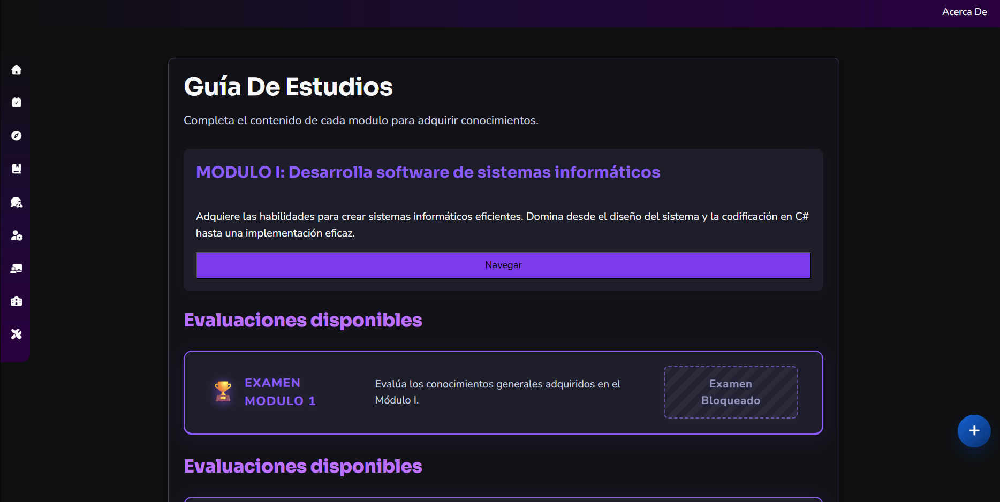 Acerca De
Guía De Estudios
Completa el contenido de cada modulo para adquirir conocimientos.
MODULO I: Desarrolla software de sistemas informáticos
Adquiere las habilidades para crear sistemas informáticos eficientes. Domina desde el diseño del sistema y la codificación en C#
hasta una implementación eficaz.
Navegar
Evaluaciones disponibles
EXAMEN
MODULO 1
Evalúa los conocimientos generales adquiridos en el
Módulo I.
Examen
Bloqueado
Evaluaciones disponibles